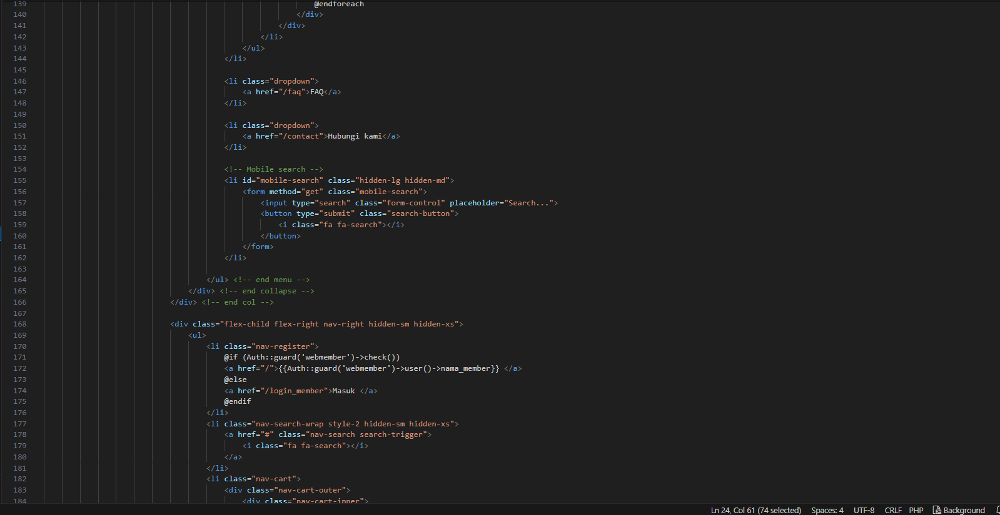 139 @endforeach
140 </div>
141 </div>
142 </li>
143 </ul>
144 </li>
145
146 <li class="dropdown">
147 <a href="/faq">FAQ</a>
148 </li>
149
150 <li class="dropdown">
151 <a href="/contact">Hubungi kami</a>
152 </li>
153
154 <!-- Mobile search -->
155 <li id="mobile-search" class="hidden-lg hidden-md">
156 <form method="get" class="mobile-search">
157 <input type="search" class="form-control" placeholder="Search...">
158 <button type="submit" class="search-button">
159 <i class="fa fa-search"></i>
160 </button>
161 </form>
162 </li>
163
164 </ul> <!-- end menu -->
165 </div> <!-- end collapse -->
166 </div> <!-- end col -->
167
168 <div class="flex-child flex-right nav-right hidden-sm hidden-xs">
169 <ul>
170 <li class="nav-register">
171 @if (Auth::guard('webmember')->check())
172 <a href="/">{{Auth::guard('webmember')->user()->nama_member}} </a>
173 @else
174 <a href="/login_member">Masuk </a>
175 @endif
176 </li>
177 <li class="nav-search-wrap style-2 hidden-sm hidden-xs">
178 <a href="#" class="nav-search search-trigger">
179 <i class="fa fa-search"></i>
180 </a>
181 </li>
182 <li class="nav-cart">
183 <div class="nav-cart-outer">
184 <div class="nav-cart-inner">
Ln 24, Col 61 (74 selected) Spaces: 4 UTF-8 CRLF PHP Background